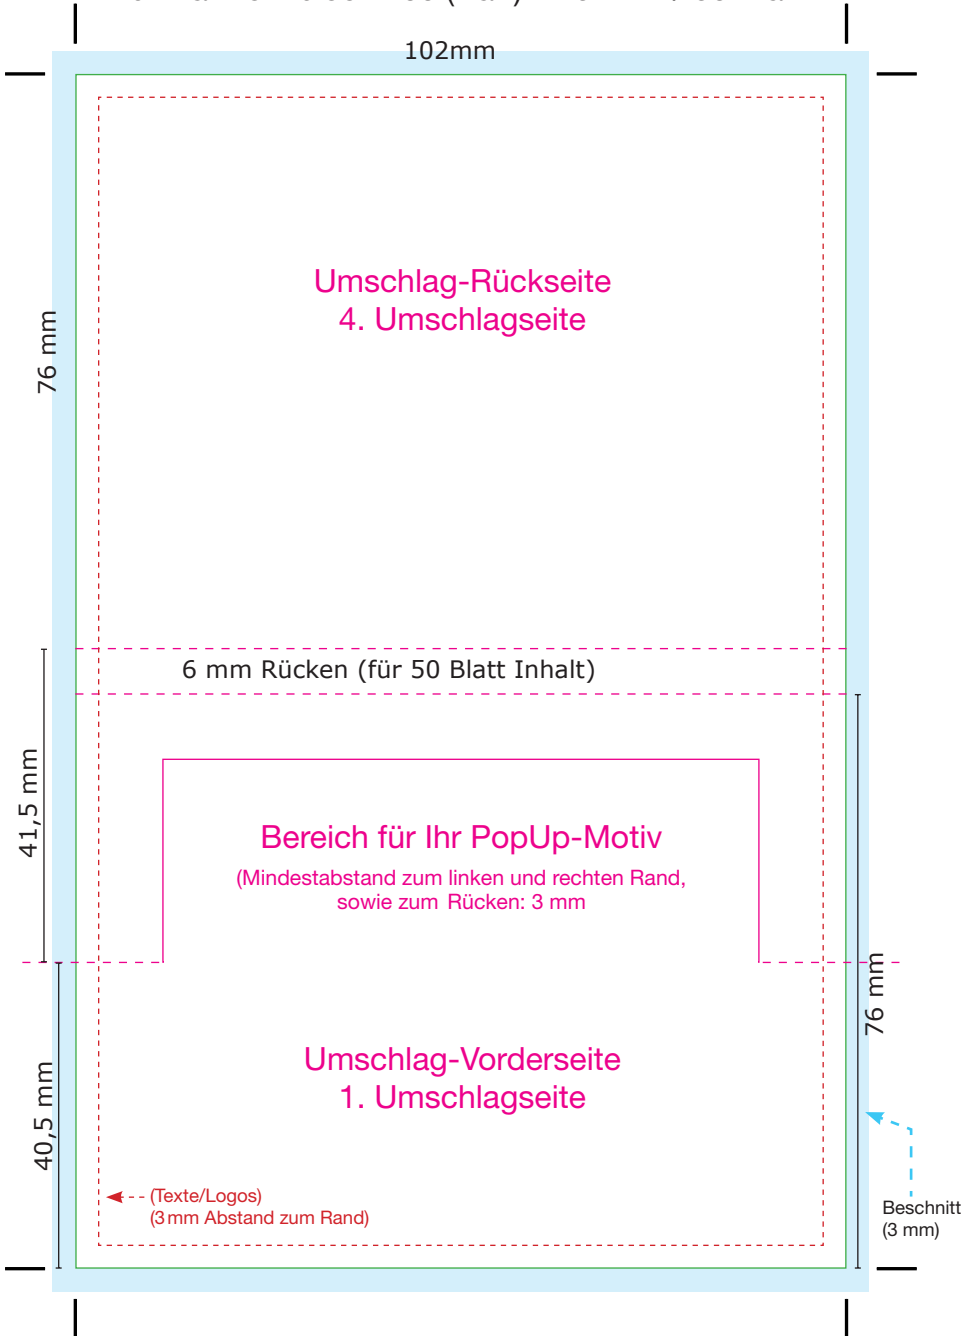 102mm
Umschlag-Rückseite
4. Umschlagseite
76 mm
6 mm Rücken (für 50 Blatt Inhalt)
41,5 mm
Bereich für Ihr PopUp-Motiv
(Mindestabstand zum linken und rechten Rand,
sowie zum Rücken: 3 mm
76 mm
Umschlag-Vorderseite
1. Umschlagseite
40,5 mm
(Texte/Logos)
(3 mm Abstand zum Rand)
Beschnitt
(3 mm)